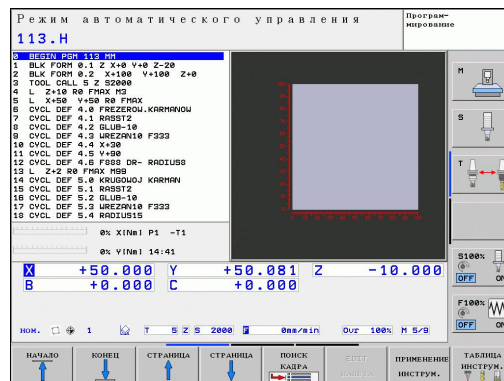 Режим автоматического управления
Програм-
мирование
113.H
0 BEGIN PGM 113 MM
1 BLK FORM 0.1 Z X+0 Y+0 Z-20
2 BLK FORM 0.2 X+100 Y+100 Z+0
3 TOOL CALL 5 Z S2000
4 L Z+10 R0 FMAX M3
5 L X+50 Y+50 R0 FMAX
6 CYCL DEF 4.0 FREZEROW.KARMANOW
7 CYCL DEF 4.1 RASST2
8 CYCL DEF 4.2 GLUB-10
9 CYCL DEF 4.3 WREZAN10 F333
10 CYCL DEF 4.4 X+30
11 CYCL DEF 4.5 Y+90
12 CYCL DEF 4.6 F888 DR- RADIUS8
13 L Z+2 R0 FMAX M99
14 CYCL DEF 5.0 KRUGOWOJ KARMAN
15 CYCL DEF 5.1 RASST2
16 CYCL DEF 5.2 GLUB-10
17 CYCL DEF 5.3 WREZAN10 F333
18 CYCL DEF 5.4 RADIUS15
M
S
T
0% X[Nm] P1 -T1
0% Y[Nm] 14:41
X +50.000 Y +50.081 Z -10.000
B +0.000 C +0.000
S100%
OFF ON
F100%
OFF ON
НОМ. 1 T 5 Z S 2000 F 0mm/min Ovr 100% M 5/9
НАЧАЛО
КОНЕЦ
СТРАНИЦА
СТРАНИЦА
ПОИСК
КАДРА
EDIT
ПРИМЕНЕНИЕ
ИНСТРУМ.
ТАБЛИЦА
ИНСТРУМ.